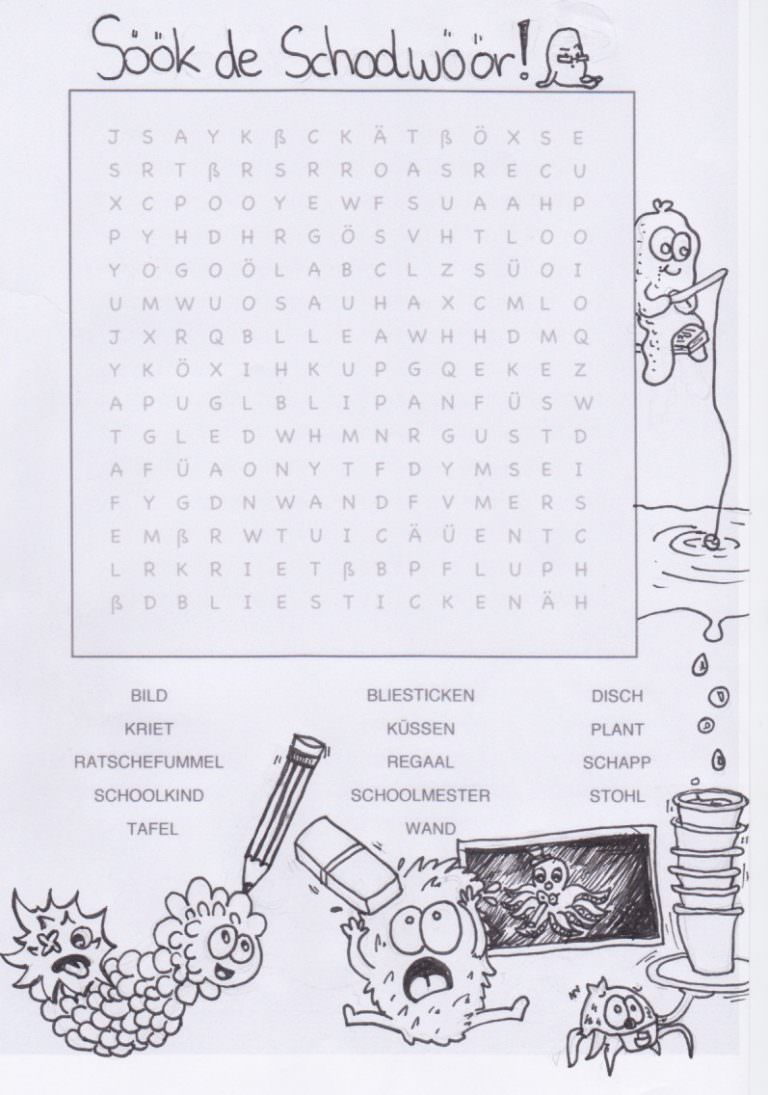 Söök de Schoolwöör!
J S A Y K ß C K Ä T ß Ö X S E
S R T ß R S R R O A S R E C U
X C P O O Y E W F S U A A H P
P Y H D H R G Ö S V H T L O O
Y O G O Ö L A B C L Z S Ü O I
U M W U O S A U H A X C M L O
J X R Q B L L E A W H H D M Q
Y K Ö X I H K U P G Q E K E Z
A P U G L B L I P A N F Ü S W
T G L E D W H M N R G U S T D
A F Ü A O N Y T F D Y M S E I
F Y G D N W A N D F V M E R S
E M ß R W T U I C Ä Ü E N T C
L R K R I E T ß B P F L U P H
ß D B L I E S T I C K E N Ä H
BILD BLIESTICKEN DISCH
KRIET KÜSSEN PLANT
RATSCHEFUMMEL REGAAL SCHAPP
SCHOOLKIND SCHOOLMESTER STOHL
TAFEL WAND